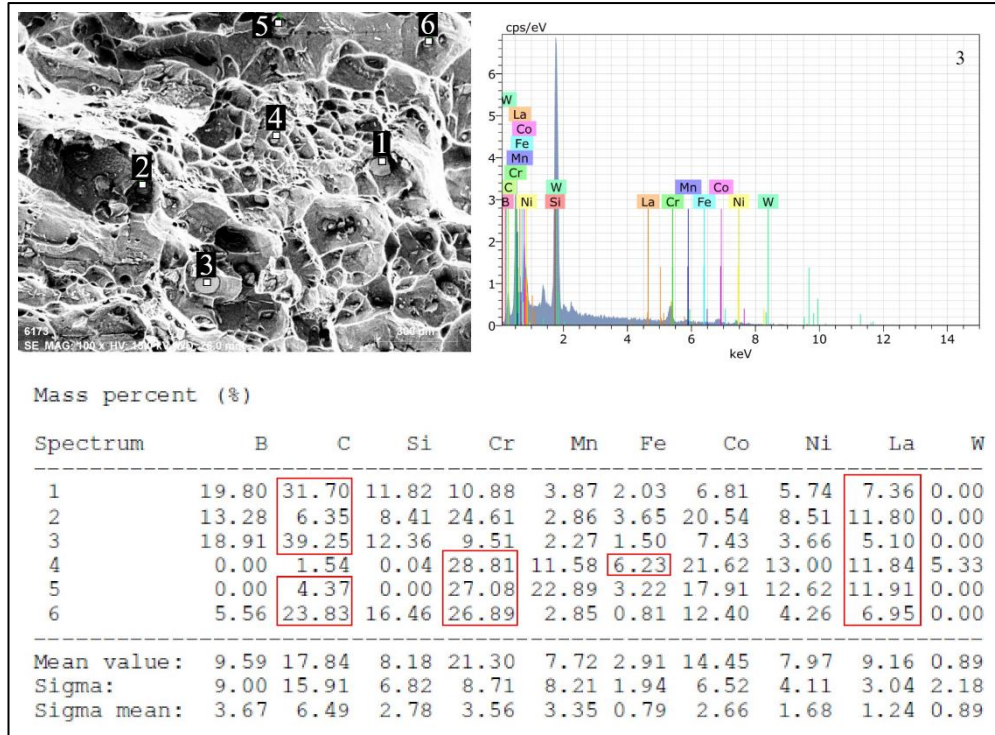 5
6
4
1
2
3
6173
300 µm
SE MAG: 100 x HV: 15.0 kV
cps/eV
3
6
5
4
3
2
1
0
W
La
Co
Fe
Mn
Cr
C
B Ni
W
Si
La Cr Mn Fe Co Ni W
2 4 6 8 10 12 14
keV
Mass percent (%)
Spectrum B C Si Cr Mn Fe Co Ni La W
1 19.80 31.70 11.82 10.88 3.87 2.03 6.81 5.74 7.36 0.00
2 13.28 6.35 8.41 24.61 2.86 3.65 20.54 8.51 11.80 0.00
3 18.91 39.25 12.36 9.51 2.27 1.50 7.43 3.66 5.10 0.00
4 0.00 1.54 0.04 28.81 11.58 6.23 21.62 13.00 11.84 5.33
5 0.00 4.37 0.00 27.08 22.89 3.22 17.91 12.62 11.91 0.00
6 5.56 23.83 16.46 26.89 2.85 0.81 12.40 4.26 6.95 0.00
Mean value: 9.59 17.84 8.18 21.30 7.72 2.91 14.45 7.97 9.16 0.89
Sigma: 9.00 15.91 6.82 8.71 8.21 1.94 6.52 4.11 3.04 2.18
Sigma mean: 3.67 6.49 2.78 3.56 3.35 0.79 2.66 1.68 1.24 0.89